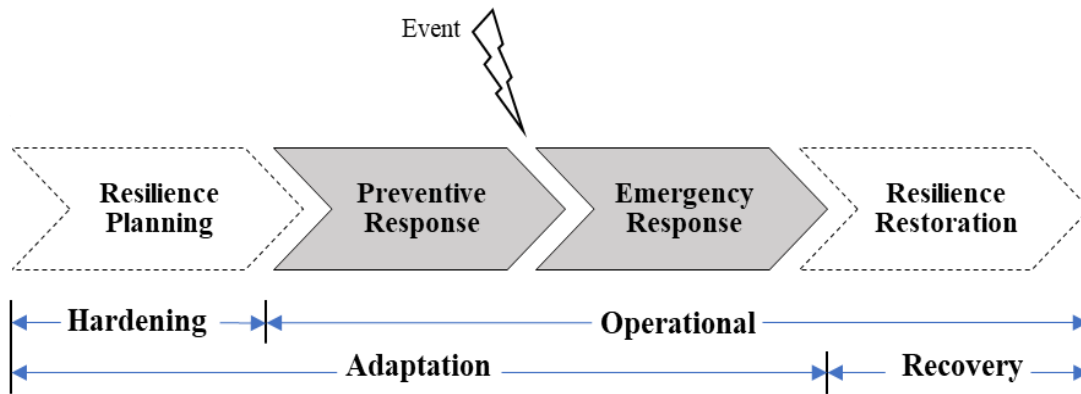 Event
Resilience
Planning
Preventive
Response
Emergency
Response
Resilience
Restoration
Hardening
Operational
Adaptation
Recovery